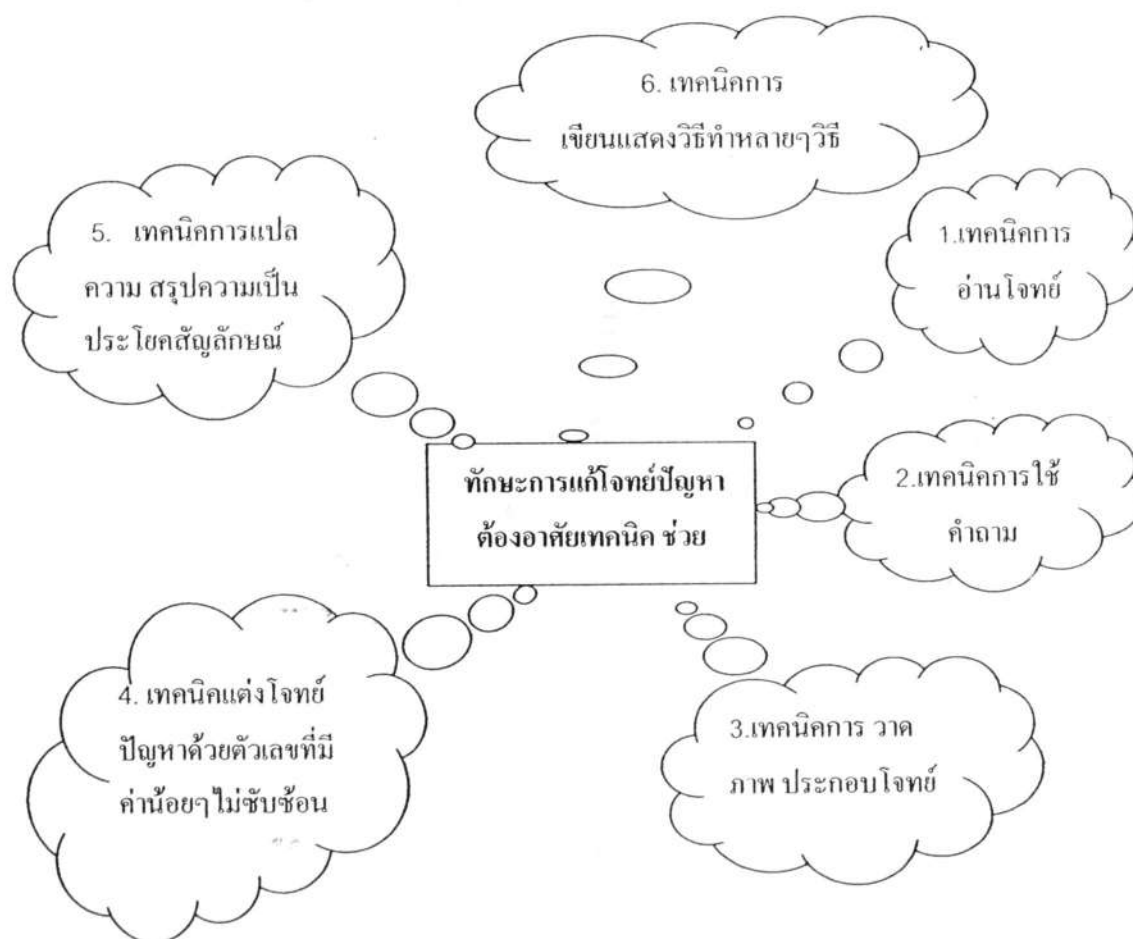 6. เทคนิคการ
เขียนแสดงวิธีทำหลายๆวิธี
5. เทคนิคการแปล
ความ สรุปความเป็น
ประโยคสัญลักษณ์
1.เทคนิคการ
อ่านโจทย์
ทักษะการแก้โจทย์ปัญหา
ต้องอาศัยเทคนิค ช่วย
2.เทคนิคการใช้
คำถาม
4. เทคนิคแต่งโจทย์
ปัญหาด้วยตัวเลขที่มี
ค่าน้อยๆไม่ซับซ้อน
3.เทคนิคการ วาด
ภาพ ประกอบโจทย์